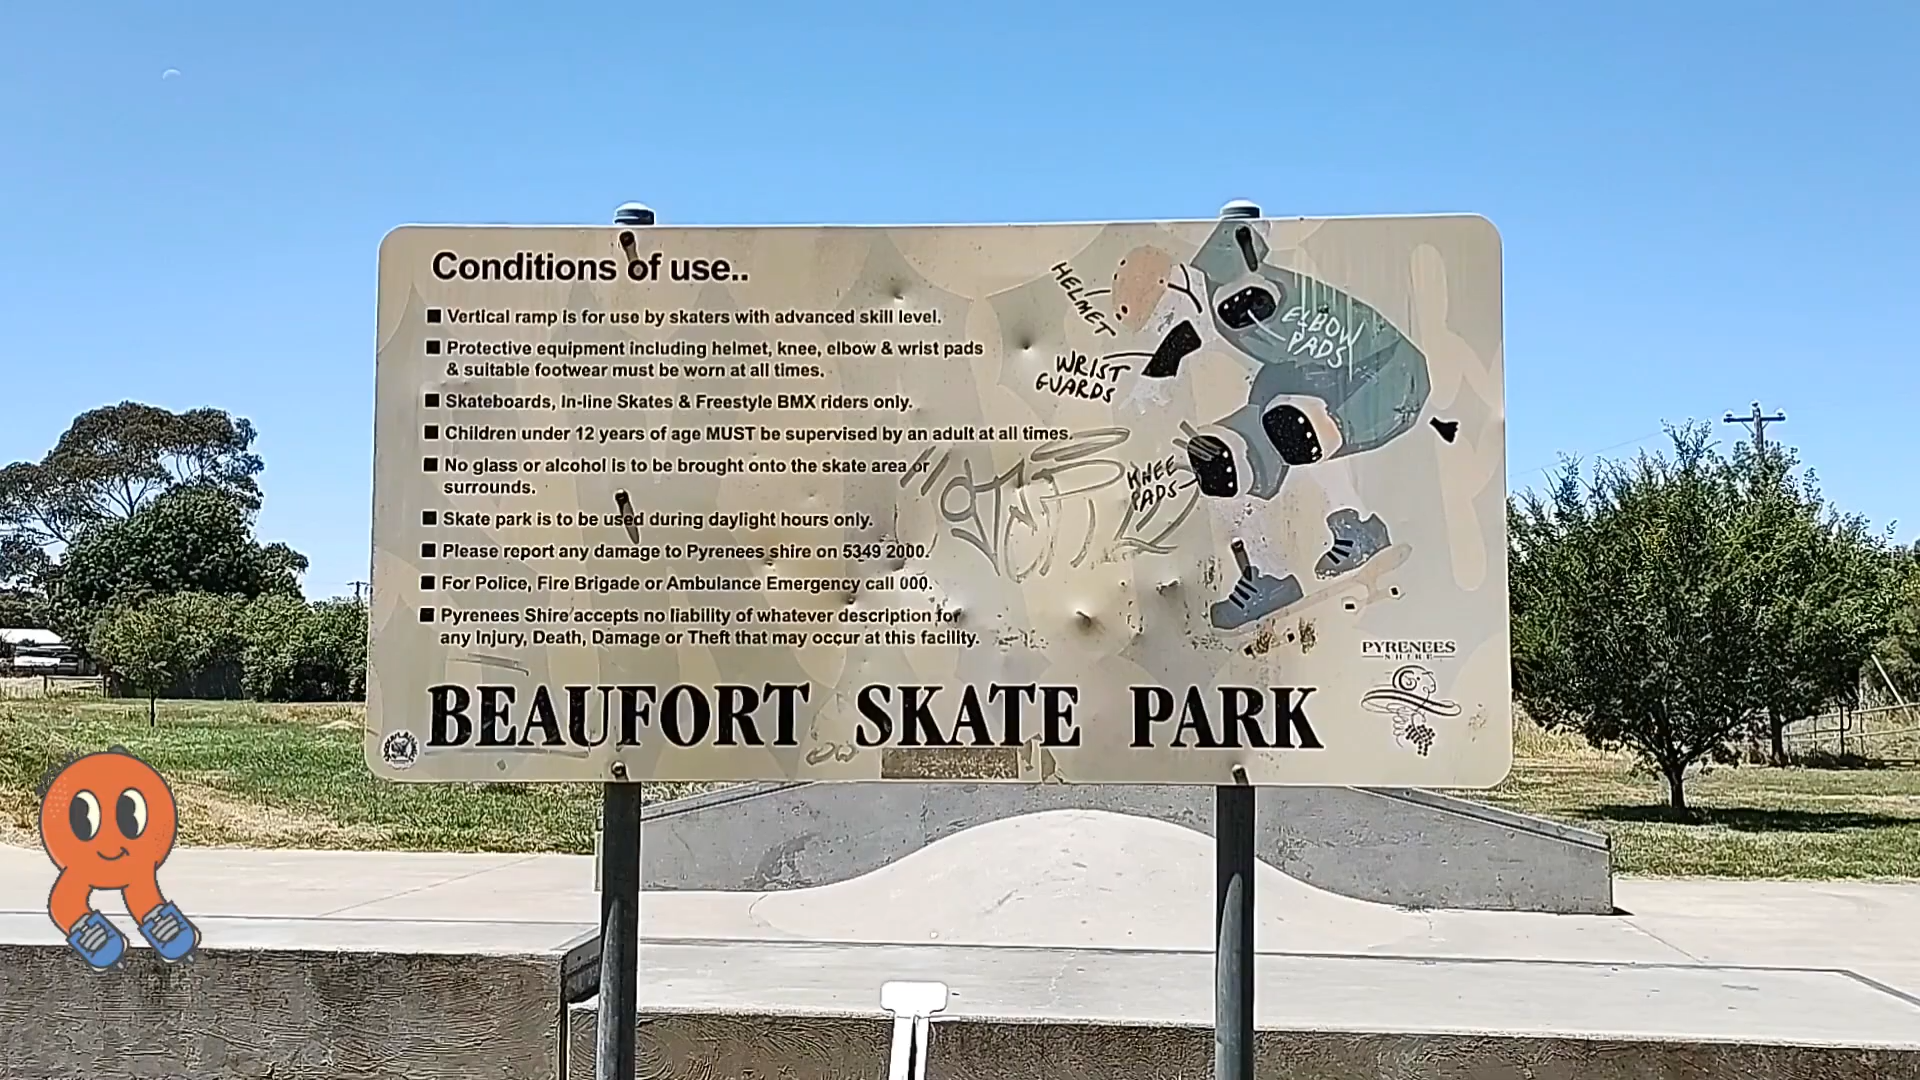 Conditions of use..
Vertical ramp is for use by skaters with advanced skill level.
Protective equipment including helmet, knee, elbow & wrist pads
& suitable footwear must be worn at all times.
Skateboards, In-line Skates & Freestyle BMX riders only.
Children under 12 years of age MUST be supervised by an adult at all times.
No glass or alcohol is to be brought onto the skate area or
surrounds.
Skate park is to be used during daylight hours only.
Please report any damage to Pyrenees shire on 5349 2000.
For Police, Fire Brigade or Ambulance Emergency call 000.
Pyrenees Shire accepts no liability of whatever description for
any Injury, Death, Damage or Theft that may occur at this facility.
HELMET
WRIST
GUARDS
ELBOW
PADS
KNEE
PADS
PYRENEES
SHIRE
BEAUFORT SKATE PARK